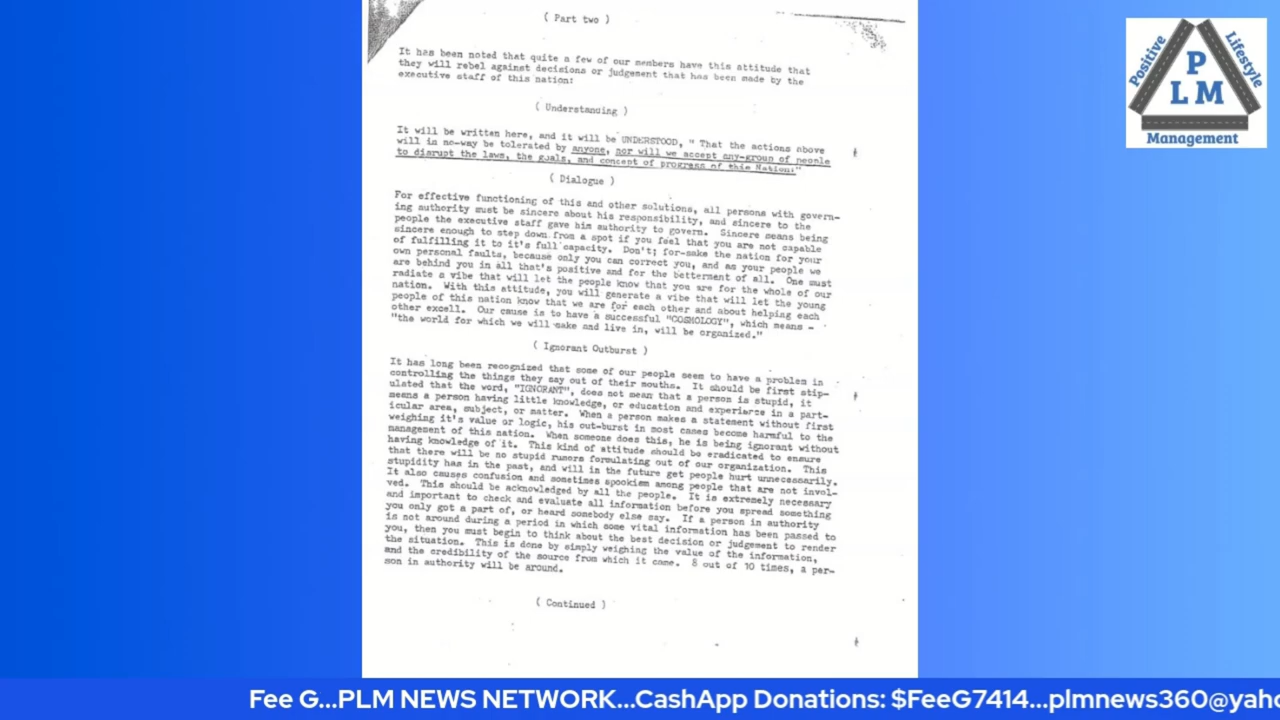 ( Part two )
It has been noted that quite a few of our members have this attitude that
they will rebel against decisions or judgement that has been made by the
executive staff of this nation:
( Understanding )
It will be written here, and it will be UNDERSTOOD, " That the actions above
will in no-way be tolerated by anyone, nor will we accept any-group of people
to disrupt the laws, the goals, and concent of progress of this Nation:"
( Dialogue )
For effective functioning of this and other solutions, all persons with govern-
ing authority must be sincere about his responsibility, and sincere to the
people the executive staff gave him authority to govern. Sincere means being
sincere enough to step down from a spot if you feel that you are not capable
of fulfilling it to it's full capacity. Don't; for-sake the nation for your
own personal faults, because only you can correct you, and as your people we
are behind you in all that's positive and for the betterment of all. One must
radiate a vibe that will let the people know that you are for the whole of our
nation. With this attitude, you will generate a vibe that will let the young
people of this nation know that we are for each other and about helping each
other excell. Our cause is to have a successful "COSMOLOGY", which means -
"the world for which we will make and live in, will be organized."
( Ignorant Outburst )
It has long been recognized that some of our people seem to have a problem in
controlling the things they say out of their mouths. It should be first stip-
ulated that the word, "IGNORANT", does not mean that a person is stupid, it
means a person having little knowledge, or education and experience in a part-
icular area, subject, or matter. When a person makes a statement without first
weighing it's value or logic, his out-burst in most cases become harmful to the
management of this nation. When someone does this, he is being ignorant without
having knowledge of it. This kind of attitude should be eradicated to ensure
that there will be no stupid rumors formulating out of our organization. This
stupidity has in the past, and will in the future get people hurt unnecessarily.
It also causes confusion and sometimes spookism among people that are not invol-
ved. This should be acknowledged by all the people. It is extremely necessary
and important to check and evaluate all information before you spread something
you only got a part of, or heard somebody else say. If a person in authority
is not around during a period in which some vital information has been passed to
you, then you must begin to think about the best decision or judgement to render
the situation. This is done by simply weighing the value of the information,
and the credibility of the source from which it came. 8 out of 10 times, a per-
son in authority will be around.
( Continued )
Positive
Lifestyle
P
L M
Management
Fee G...PLM NEWS NETWORK...CashApp Donations: $FeeG7414...plmnews360@yaho